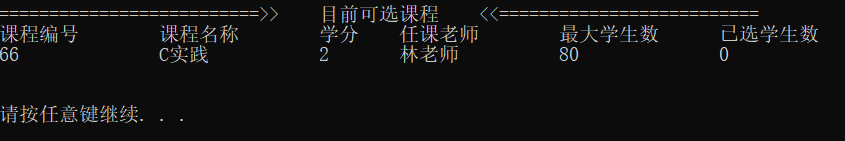 ==========================>>    目前可选课程    <<==========================
课程编号        课程名称        学分    任课老师        最大学生数      已选学生数
66              C实践           2       林老师          80              0
请按任意键继续. . .